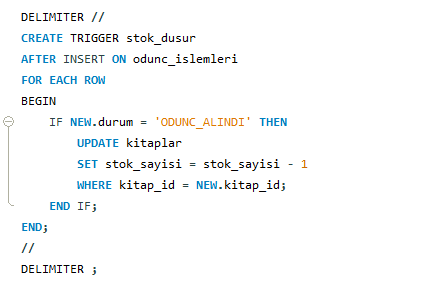 DELIMITER //
CREATE TRIGGER stok_dusur
AFTER INSERT ON odunc_islemleri
FOR EACH ROW
BEGIN
    IF NEW.durum = 'ODUNC_ALINDI' THEN
        UPDATE kitaplar
        SET stok_sayisi = stok_sayisi - 1
        WHERE kitap_id = NEW.kitap_id;
    END IF;
END;
//
DELIMITER ;